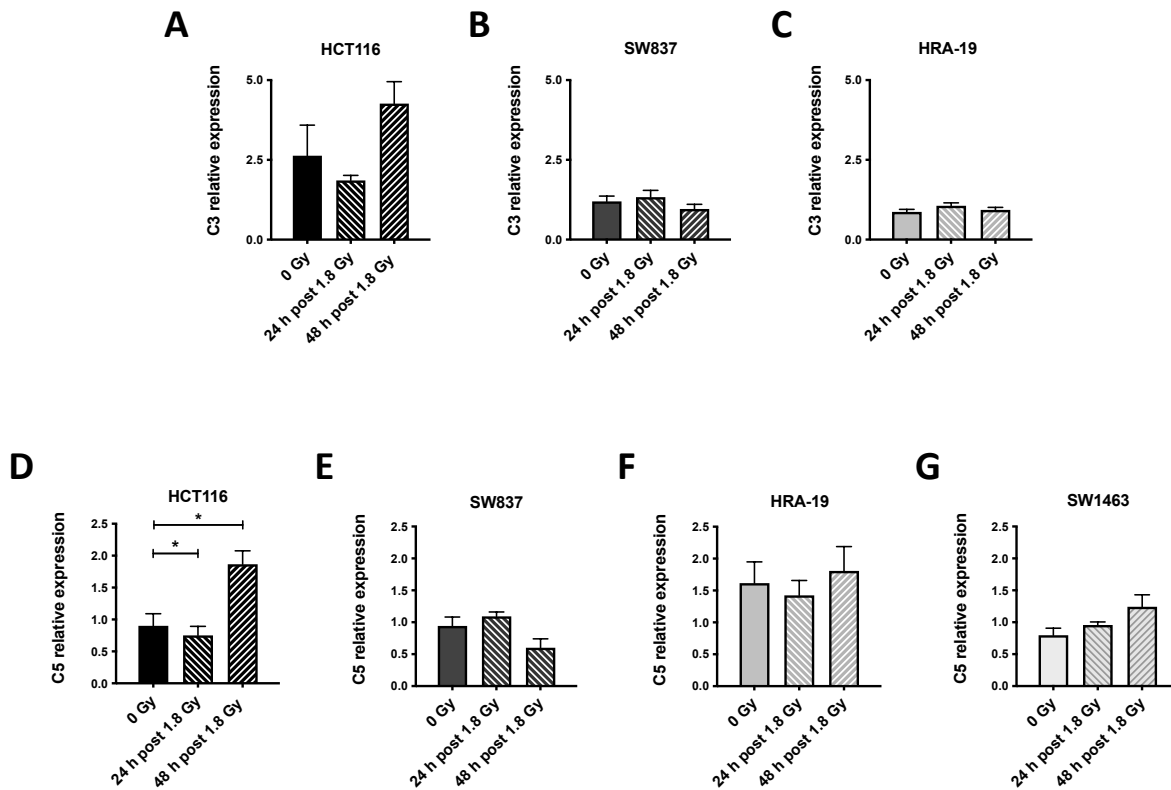 A
HCT116
C3 relative expression
5.0
2.5
0.0
0 Gy
24 h post 1.8 Gy
48 h post 1.8 Gy
B
SW837
C3 relative expression
5.0
2.5
0.0
0 Gy
24 h post 1.8 Gy
48 h post 1.8 Gy
C
HRA-19
C3 relative expression
5.0
2.5
0.0
0 Gy
24 h post 1.8 Gy
48 h post 1.8 Gy
D
HCT116
C5 relative expression
2.5
2.0
1.5
1.0
0.5
0.0
*
*
0 Gy
24 h post 1.8 Gy
48 h post 1.8 Gy
E
SW837
C5 relative expression
2.5
2.0
1.5
1.0
0.5
0.0
0 Gy
24 h post 1.8 Gy
48 h post 1.8 Gy
F
HRA-19
C5 relative expression
2.5
2.0
1.5
1.0
0.5
0.0
0 Gy
24 h post 1.8 Gy
48 h post 1.8 Gy
G
SW1463
C5 relative expression
2.5
2.0
1.5
1.0
0.5
0.0
0 Gy
24 h post 1.8 Gy
48 h post 1.8 Gy